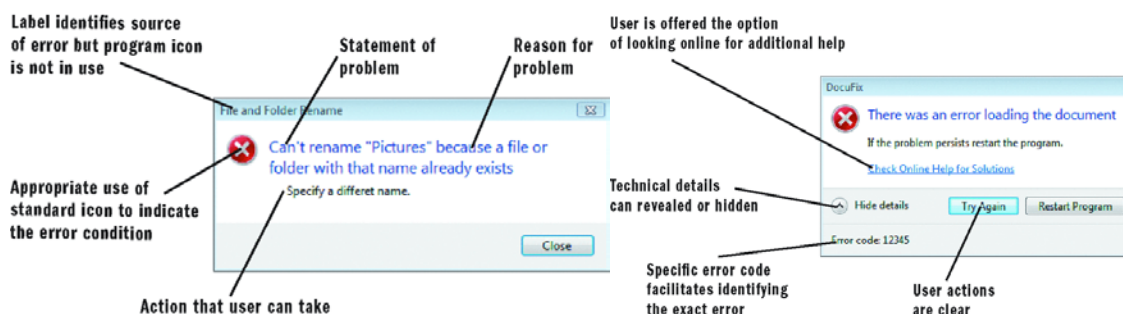 Label identifies source
of error but program icon
is not in use
Statement of
problem
Reason for
problem
File and Folder Rename
Can't rename "Pictures" because a file or
folder with that name already exists
Specify a differet name.
Close
Appropriate use of
standard icon to indicate
the error condition
Action that user can take
User is offered the option
of looking online for additional help
DocuFix
There was an error loading the document
If the problem persists restart the program.
Check Online Help for Solutions
Technical details
can revealed or hidden
Hide details
Try Again
Restart Program
Error code: 12345
Specific error code
facilitates identifying
the exact error
User actions
are clear